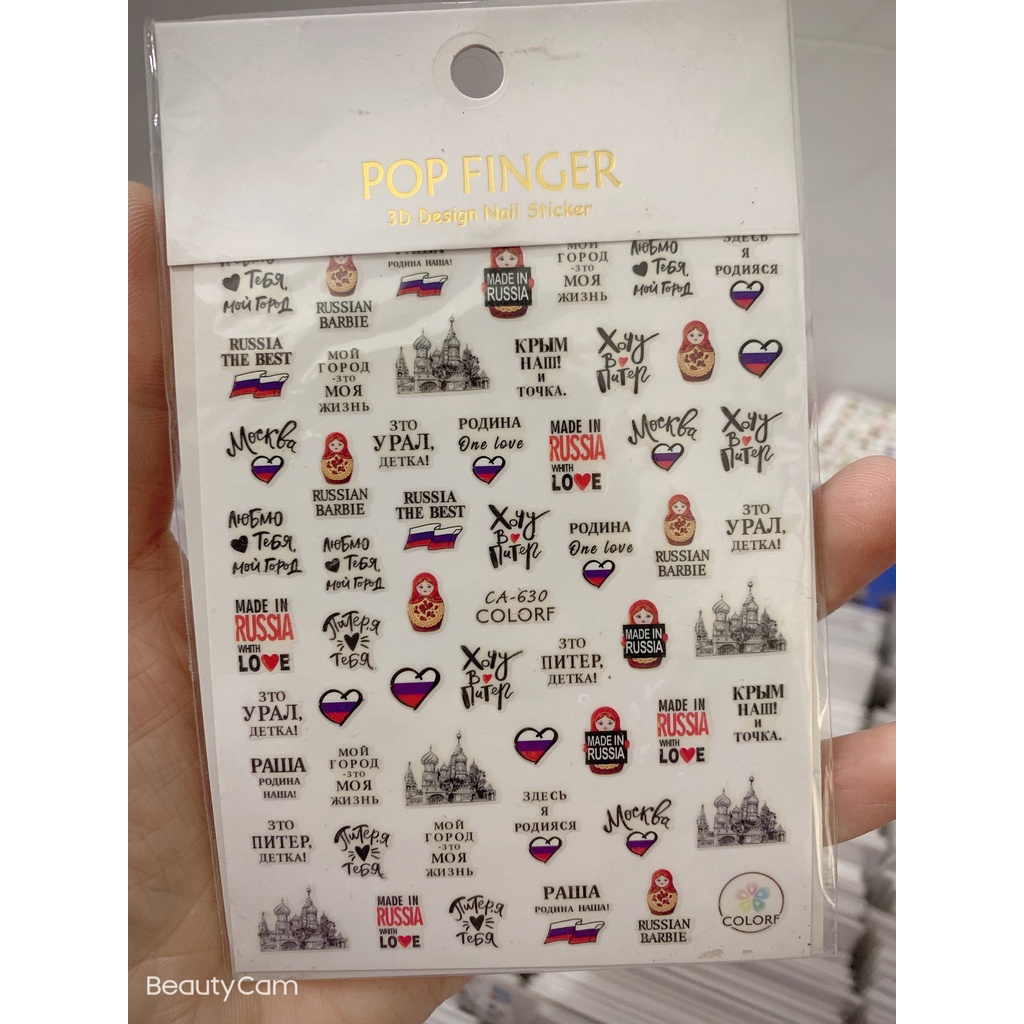 POP FINGER
3D Design Nail Sticker
ТЕБЯ,
МОЙ ГОРОД
RUSSIAN
BARBIE
РОДИНА НАША!
MADE IN
RUSSIA
МОЙ
ГОРОД
-ЗТО
МОЯ
ЖИЗНЬ
ЛЮБМО
ТЕБЯ,
МОЙ ГОРОД
ЗДЕСЬ
Я
РОДИЯСЯ
RUSSIA
THE BEST
МОЙ
ГОРОД
-ЗТО
МОЯ
ЖИЗНЬ
КРЫМ
НАШ!
И
ТОЧКА.
Хочу
В
Питер
Москва
RUSSIAN
BARBIE
ЗТО
УРАЛ,
ДЕТКА!
РОДИНА
One love
MADE IN
RUSSIA
WHITH
LOVE
Москва
Хочу
В
Питер
ЛЮБМО
ТЕБЯ,
МОЙ ГОРОД
ЛЮБМО
ТЕБЯ,
МОЙ ГОРОД
RUSSIA
THE BEST
Хочу
В
Питер
РОДИНА
One love
RUSSIAN
BARBIE
ЗТО
УРАЛ,
ДЕТКА!
MADE IN
RUSSIA
WHITH
LOVE
Питер,я
Тебя
CA-630
COLORF
Хочу
В
Питер
ЗТО
ПИТЕР,
ДЕТКА!
MADE IN
RUSSIA
ЗТО
УРАЛ,
ДЕТКА!
MADE IN
RUSSIA
MADE IN
RUSSIA
WHITH
LOVE
КРЫМ
НАШ!
И
ТОЧКА.
РАША
РОДИНА
НАША!
МОЙ
ГОРОД
-ЗТО
МОЯ
ЖИЗНЬ
ЗДЕСЬ
Я
РОДИЯСЯ
Москва
ЗТО
ПИТЕР,
ДЕТКА!
Питер,я
Тебя
МОЙ
ГОРОД
-ЗТО
МОЯ
ЖИЗНЬ
MADE IN
RUSSIA
WHITH
LOVE
Питер,я
Тебя
РАША
РОДИНА НАША!
RUSSIAN
BARBIE
COLORF
BeautyCam